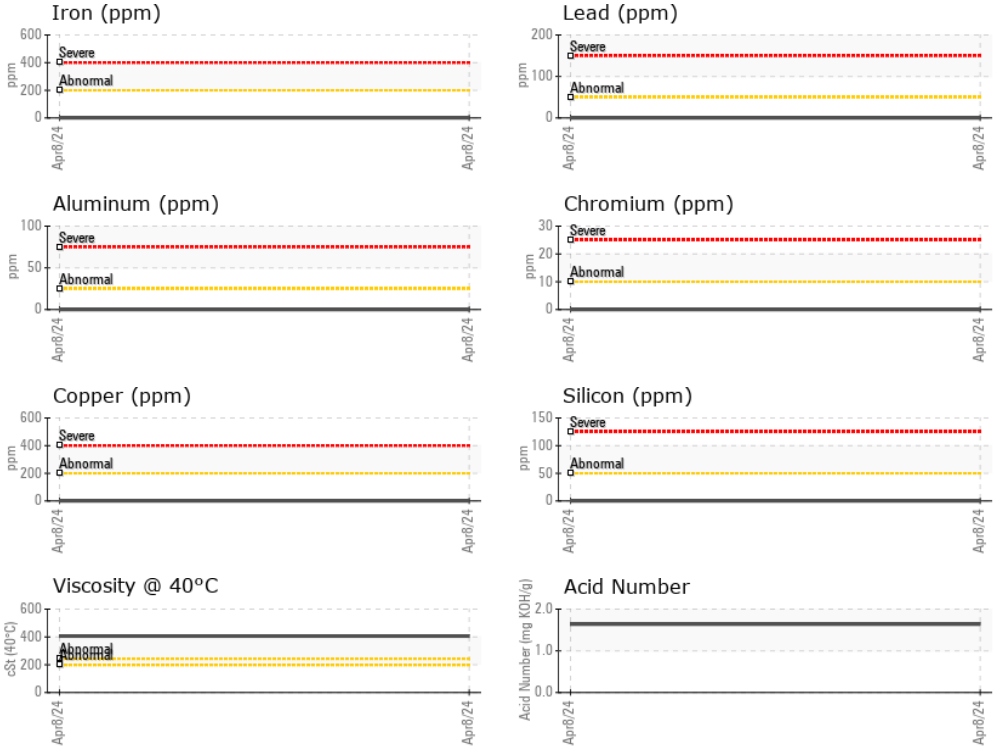 Iron (ppm)
600
400
200
0
ppm
Severe
Abnormal
Apr8/24
Apr8/24
Lead (ppm)
200
100
0
ppm
Severe
Abnormal
Apr8/24
Apr8/24
Aluminum (ppm)
100
50
0
ppm
Severe
Abnormal
Apr8/24
Apr8/24
Chromium (ppm)
30
20
10
0
ppm
Severe
Abnormal
Apr8/24
Apr8/24
Copper (ppm)
600
400
200
0
ppm
Severe
Abnormal
Apr8/24
Apr8/24
Silicon (ppm)
150
100
50
0
ppm
Severe
Abnormal
Apr8/24
Apr8/24
Viscosity @ 40°C
600
400
200
0
cSt (40°C)
Abnormal
Abnormal
Apr8/24
Apr8/24
Acid Number
2.0
1.0
0.0
Acid Number (mg KOH/g)
Apr8/24
Apr8/24